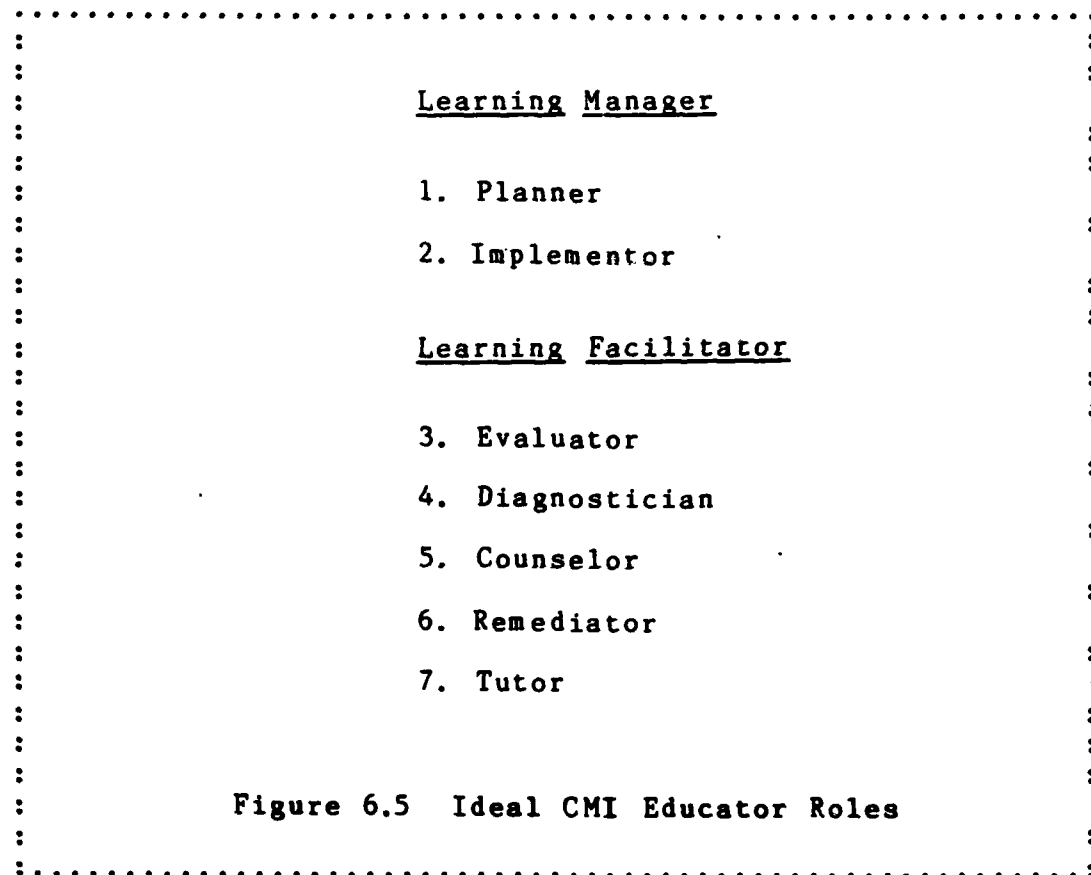 Learning Manager
1. Planner
2. Implementor
Learning Facilitator
3. Evaluator
4. Diagnostician
5. Counselor
6. Remediator
7. Tutor
Figure 6.5 Ideal CMI Educator Roles